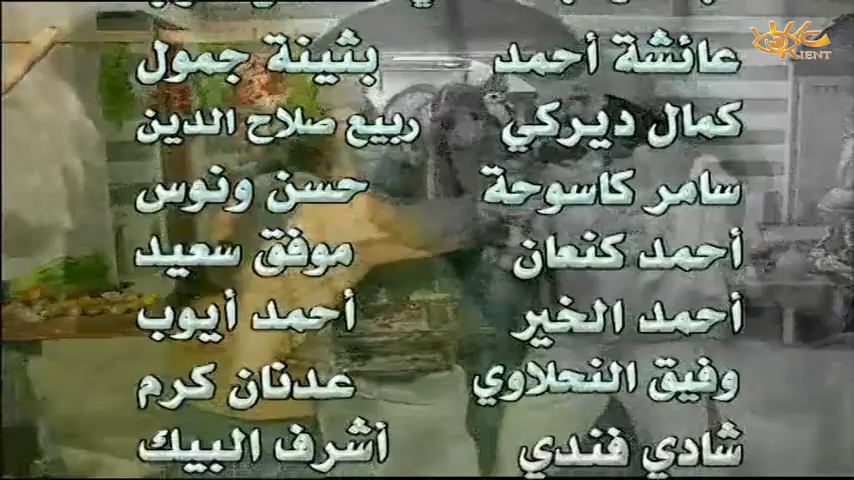 عائشة أحمد بثينة جمول
كمال ديركي ربيع صلاح الدين
سامر كاسوحة حسن ونوس
أحمد كنعان موفق سعيد
أحمد الخير أحمد أيوب
وفيق النحلاوي عدنان كرم
شادي فندي أشرف البيك
ORIENT